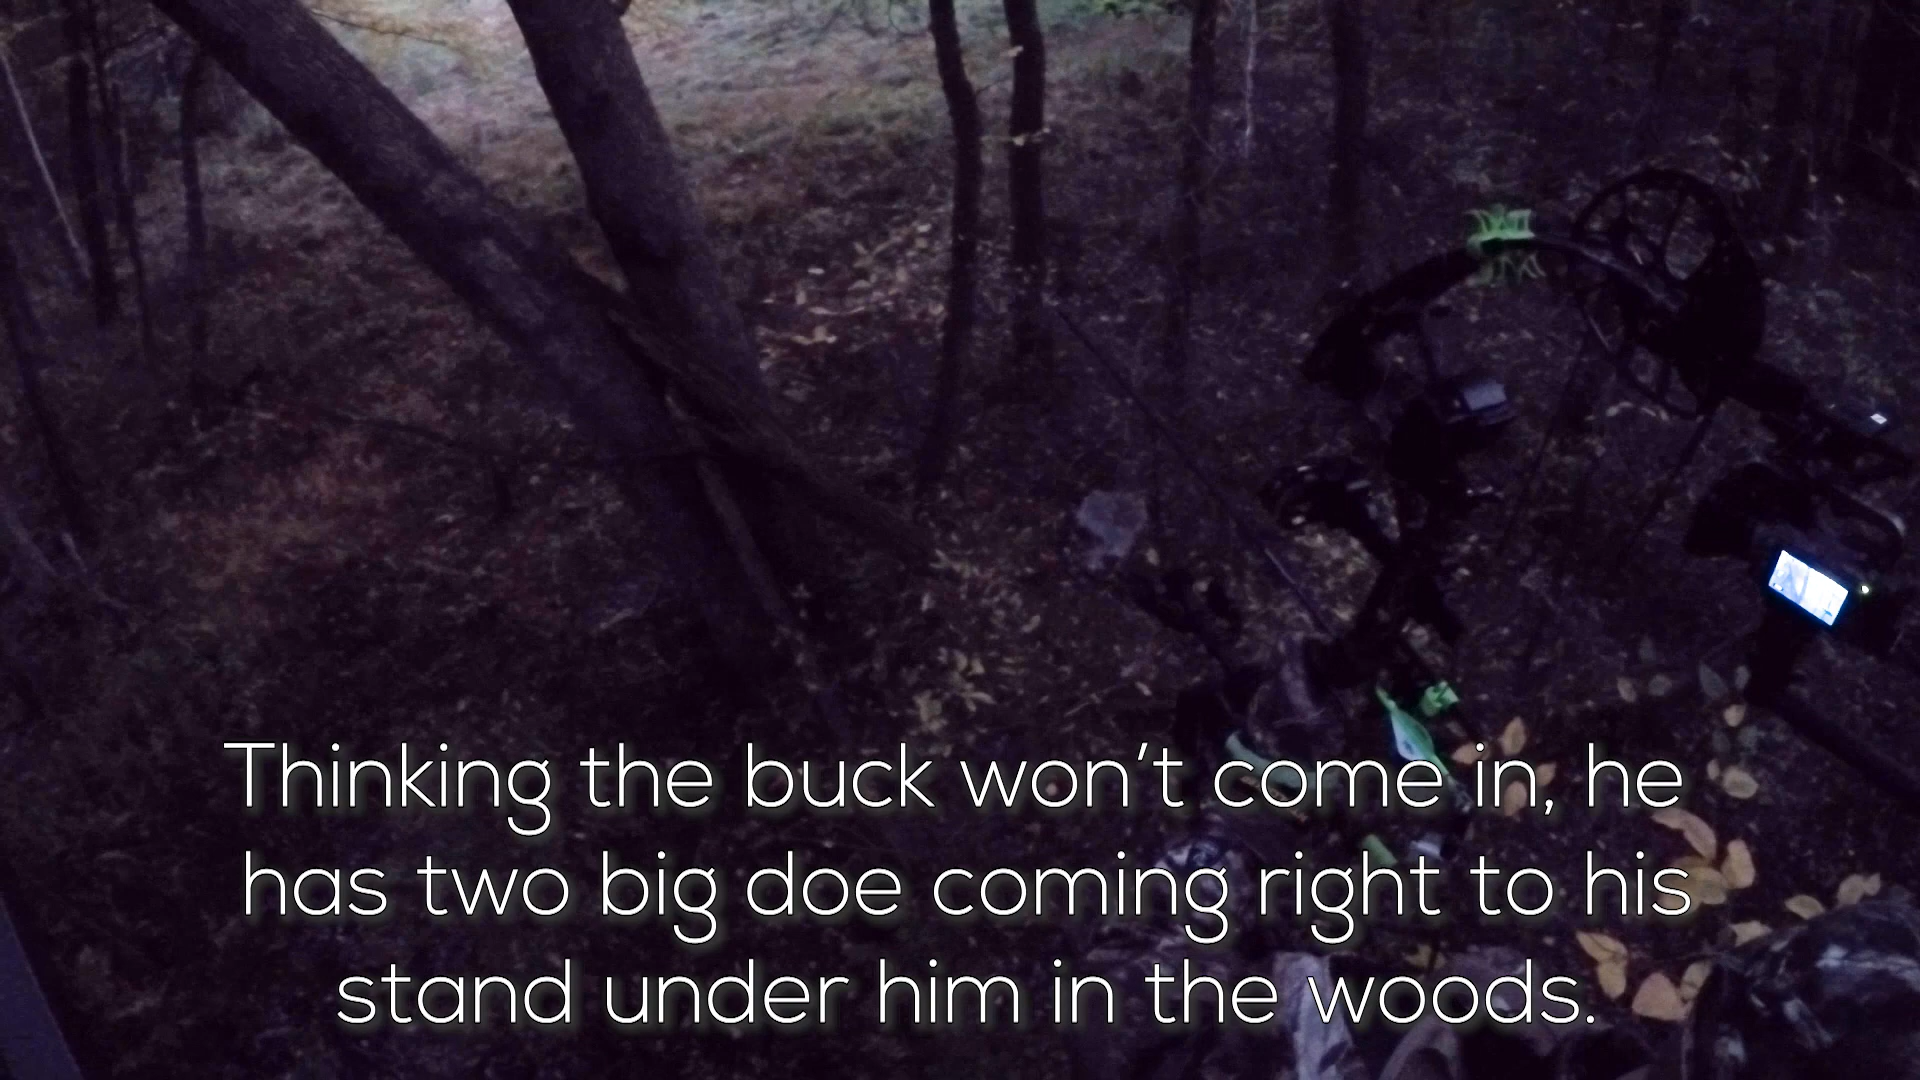 Thinking the buck won’t come in, he
has two big doe coming right to his
stand under him in the woods.